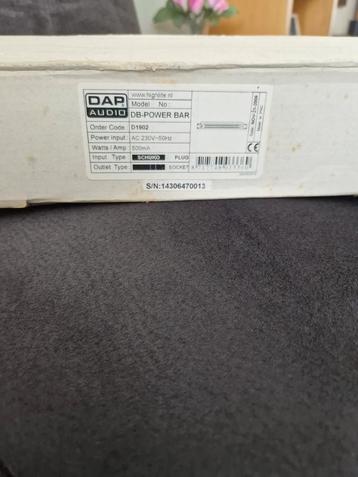 DAP
AUDIO
www.highlite.nl
Model No.:
DB-POWER BAR
Order Code:
D1902
Power input:
AC 230V~50Hz
Watts / Amp:
500mA
Input Type
SCHUKO PLUG
Outlet Type
SOCKET
CE
S/N:14306470013